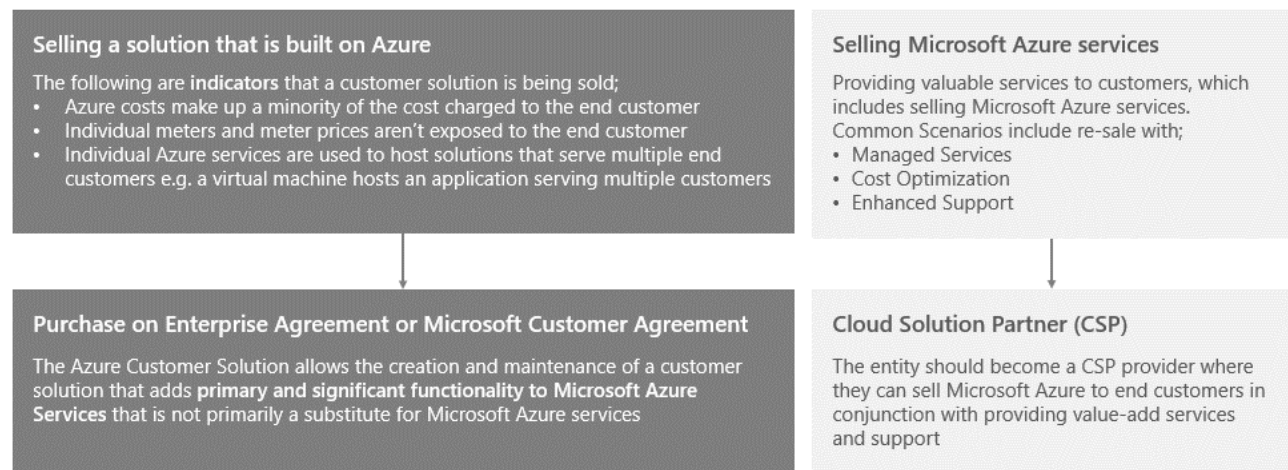 Selling a solution that is built on Azure
The following are indicators that a customer solution is being sold;
• Azure costs make up a minority of the cost charged to the end customer
• Individual meters and meter prices aren't exposed to the end customer
• Individual Azure services are used to host solutions that serve multiple end
customers e.g. a virtual machine hosts an application serving multiple customers
Selling Microsoft Azure services
Providing valuable services to customers, which
includes selling Microsoft Azure services.
Common Scenarios include re-sale with;
• Managed Services
• Cost Optimization
• Enhanced Support
Purchase on Enterprise Agreement or Microsoft Customer Agreement
The Azure Customer Solution allows the creation and maintenance of a customer
solution that adds primary and significant functionality to Microsoft Azure
Services that is not primarily a substitute for Microsoft Azure services
Cloud Solution Partner (CSP)
The entity should become a CSP provider where
they can sell Microsoft Azure to end customers in
conjunction with providing value-add services
and support